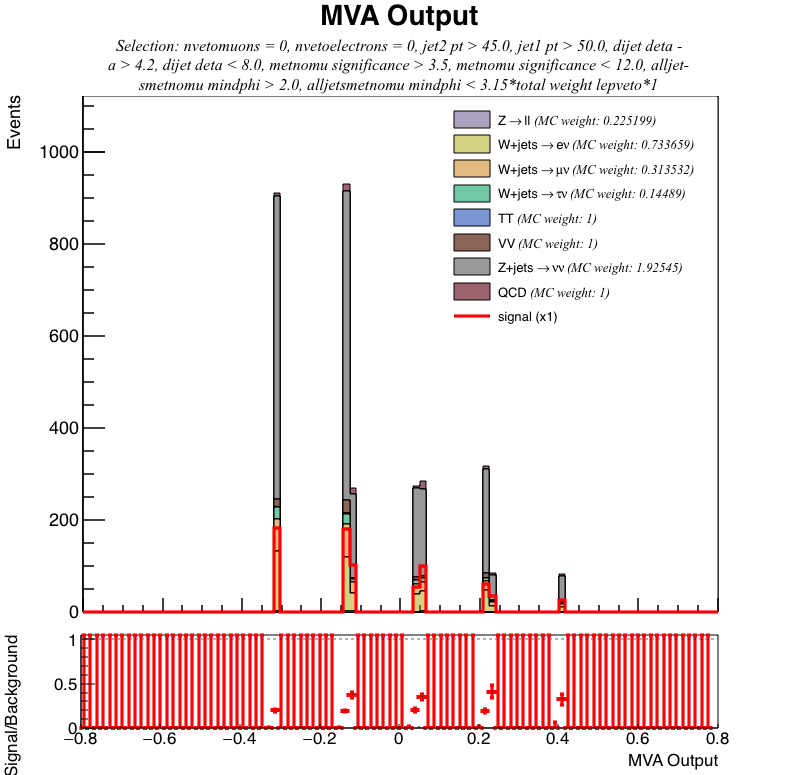 MVA Output
Selection: nvetomuons = 0, nvetoelectrons = 0, jet2 pt > 45.0, jet1 pt > 50.0, dijet deta -
a > 4.2, dijet deta < 8.0, metnomu significance > 3.5, metnomu significance < 12.0, alljet-
smetnomu mindphi > 2.0, alljetsmetnomu mindphi < 3.15*total weight lepveto*1
Events
1000
800
600
400
200
0
Z → ll (MC weight: 0.225199)
W+jets → eν (MC weight: 0.733659)
W+jets → μν (MC weight: 0.313532)
W+jets → τν (MC weight: 0.14489)
TT (MC weight: 1)
VV (MC weight: 1)
Z+jets → νν (MC weight: 1.92545)
QCD (MC weight: 1)
signal (x1)
Signal/Background
1
0.5
0
−0.8 −0.6 −0.4 −0.2 0 0.2 0.4 0.6 0.8
MVA Output